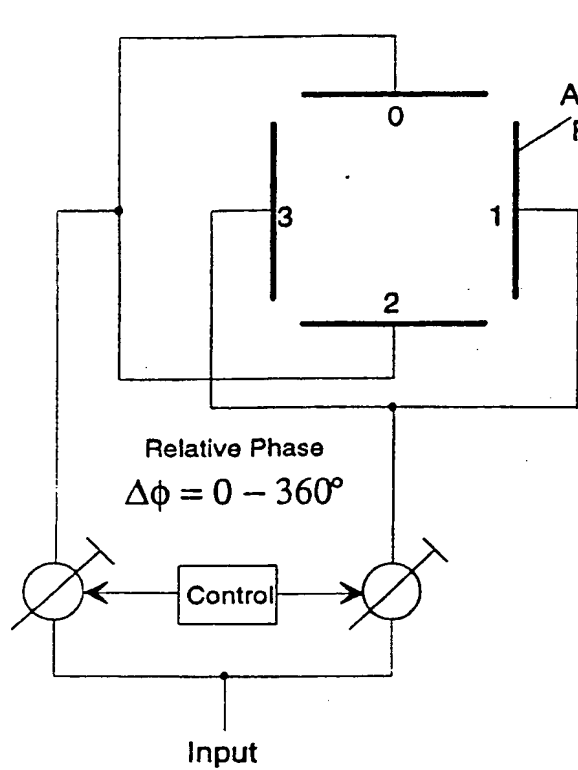 0
A
3
1
2
Relative Phase
Δϕ = 0 – 360°
Control
Input